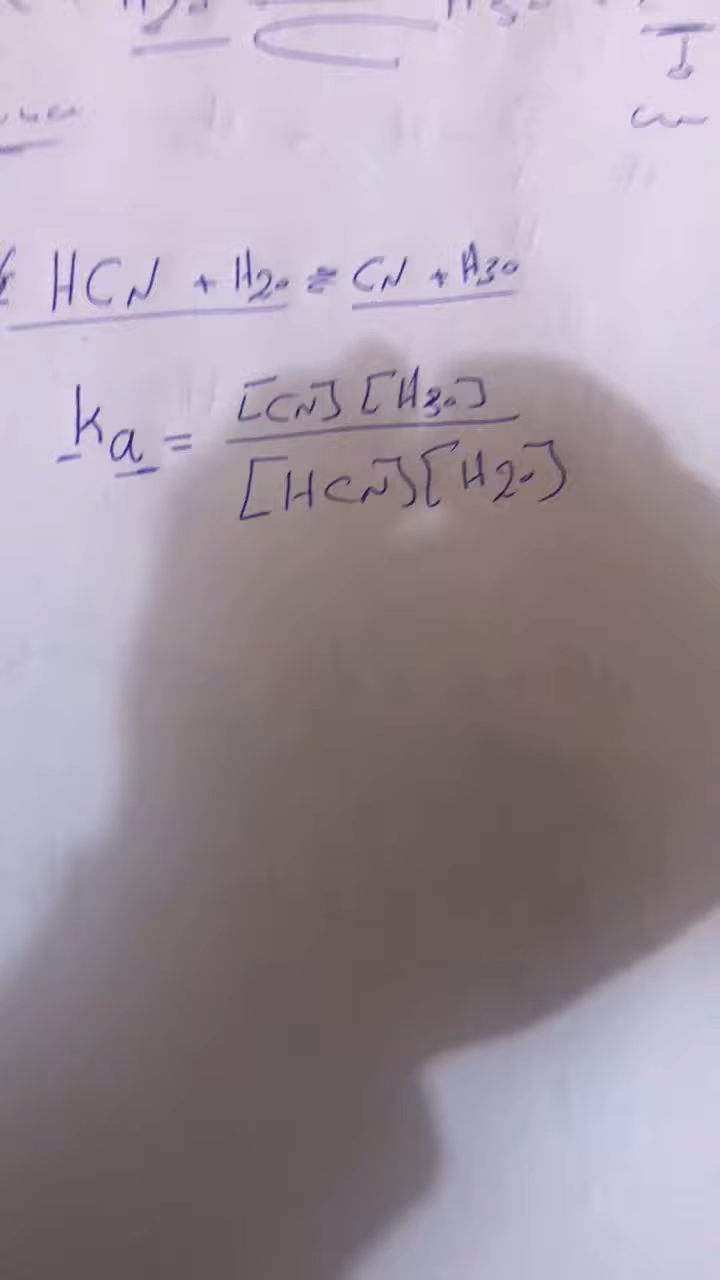 HCN + H2O ⇌ CN + H3O
ka = [CN] [H3O]
[HCN] [H2O]